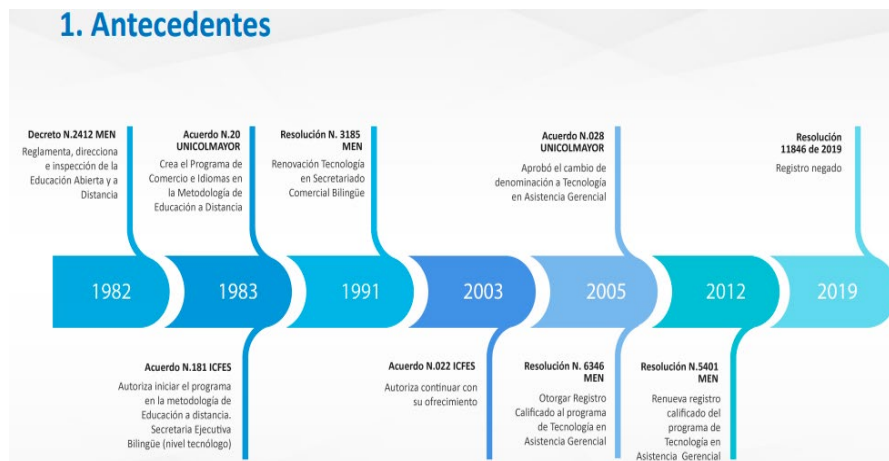 1. Antecedentes
Decreto N.2412 MEN
Reglamenta, direcciona
e inspección de la
Educación Abierta y a
Distancia
Acuerdo N.20
UNICOLMAYOR
Crea el Programa de
Comercio e Idiomas en
la Metodología de
Educación a Distancia
Resolución N. 3185
MEN
Renovación Tecnología
en Secretariado
Comercial Bilingüe
Acuerdo N.028
UNICOLMAYOR
Aprobó el cambio de
denominación a Tecnología
en Asistencia Gerencial
Resolución
11846 de 2019
Registro negado
1982
1983
1991
2003
2005
2012
2019
Acuerdo N.181 ICFES
Autoriza iniciar el programa
en la metodología de
Educación a distancia.
Secretaria Ejecutiva
Bilingüe (nivel tecnólogo)
Acuerdo N.022 ICFES
Autoriza continuar con
su ofrecimiento
Resolución N. 6346
MEN
Otorgar Registro
Calificado al programa
de Tecnología en
Asistencia Gerencial
Resolución N.5401
MEN
Renueva registro
calificado del
programa de
Tecnología en
Asistencia Gerencial